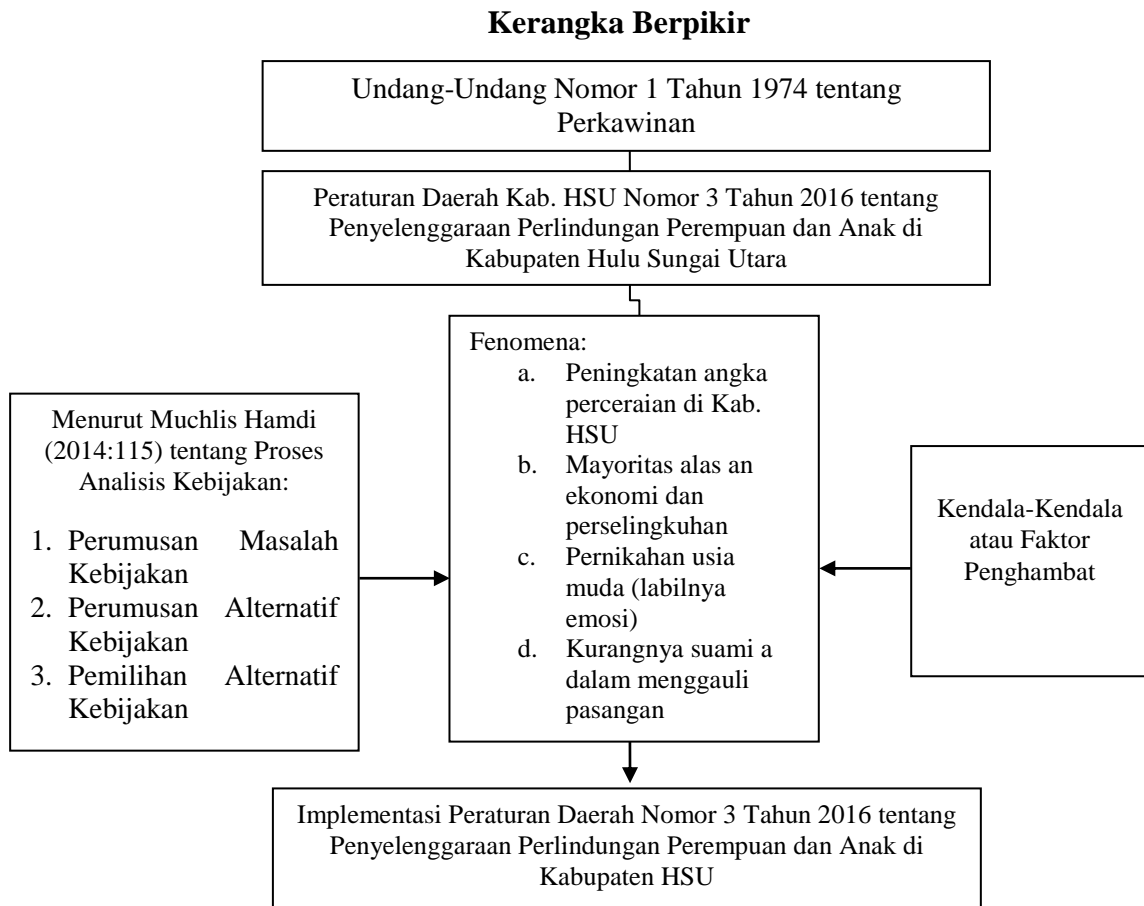 Kerangka Berpikir
Undang-Undang Nomor 1 Tahun 1974 tentang
Perkawinan
Peraturan Daerah Kab. HSU Nomor 3 Tahun 2016 tentang
Penyelenggaraan Perlindungan Perempuan dan Anak di
Kabupaten Hulu Sungai Utara
Menurut Muchlis Hamdi
(2014:115) tentang Proses
Analisis Kebijakan:
1. Perumusan Masalah
Kebijakan
2. Perumusan Alternatif
Kebijakan
3. Pemilihan Alternatif
Kebijakan
Fenomena:
a. Peningkatan angka
perceraian di Kab.
HSU
b. Mayoritas alas an
ekonomi dan
perselingkuhan
c. Pernikahan usia
muda (labilnya
emosi)
d. Kurangnya suami a
dalam menggauli
pasangan
Kendala-Kendala
atau Faktor
Penghambat
Implementasi Peraturan Daerah Nomor 3 Tahun 2016 tentang
Penyelenggaraan Perlindungan Perempuan dan Anak di
Kabupaten HSU